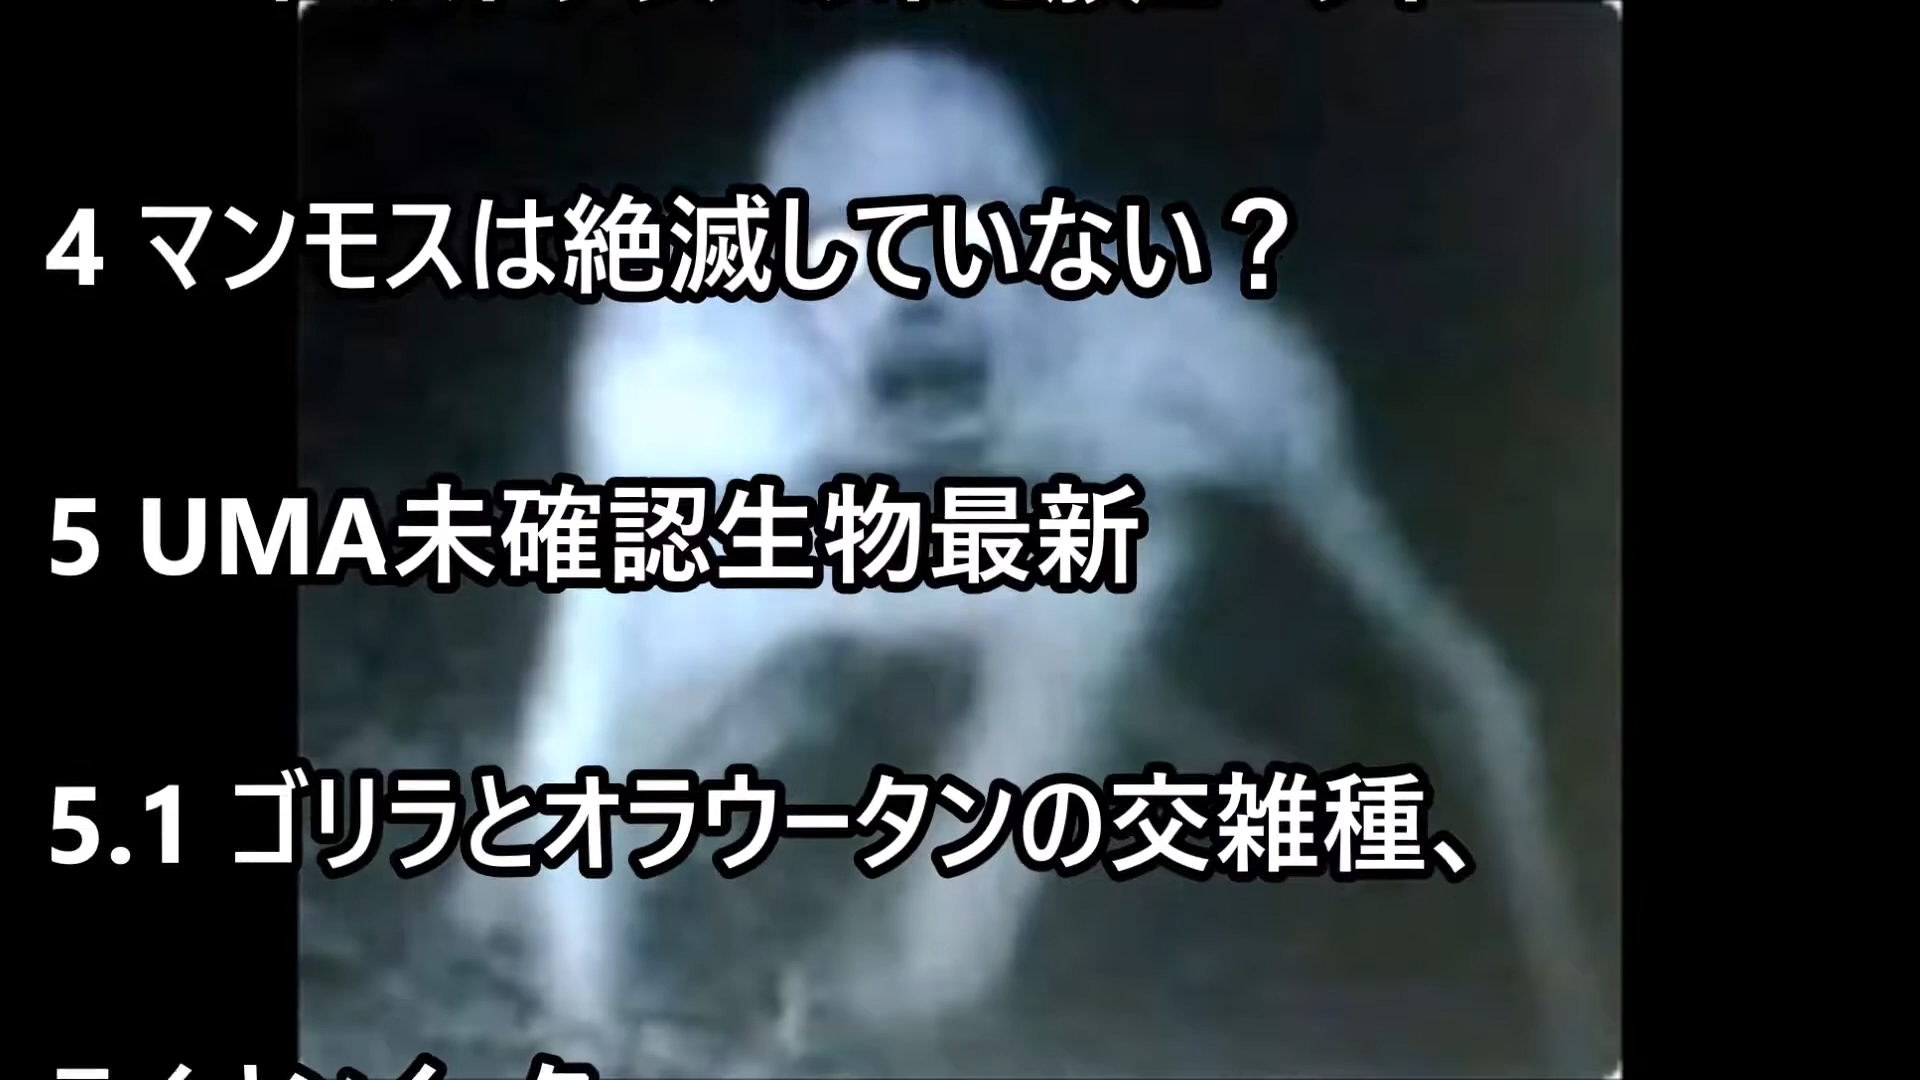 4 マンモスは絶滅していない？
5 UMA未確認生物最新
5.1 ゴリラとオラウータンの交雑種、